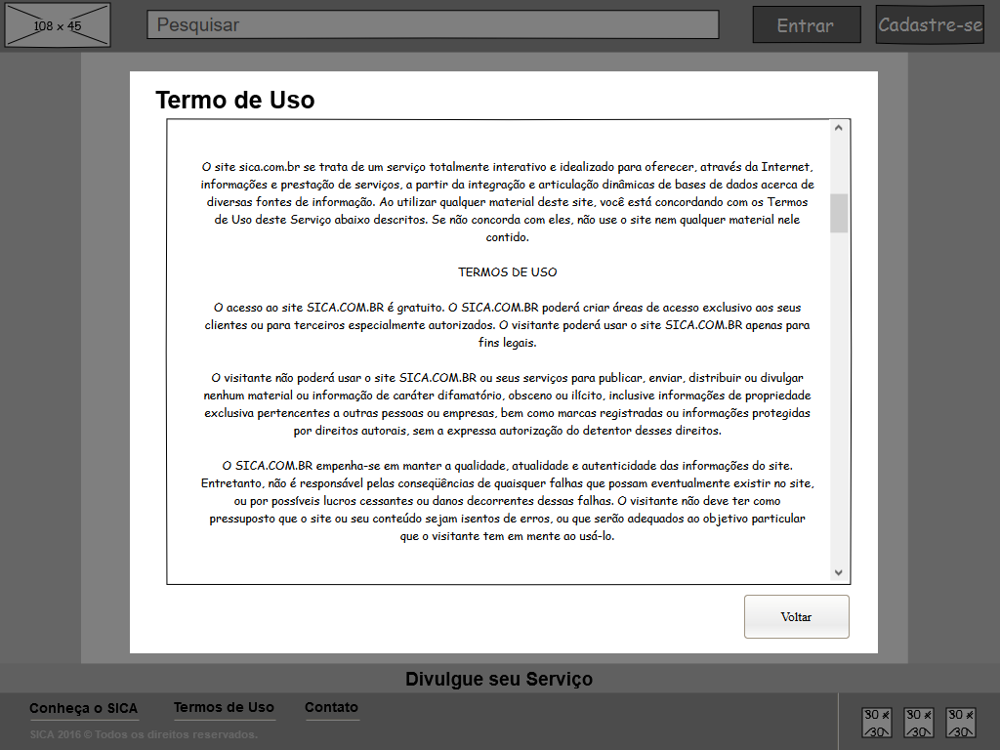 108 x 45
Pesquisar
Entrar
Cadastre-se
Termo de Uso
O site sica.com.br se trata de um serviço totalmente interativo e idealizado para oferecer, através da Internet,
informações e prestação de serviços, a partir da integração e articulação dinâmicas de bases de dados acerca de
diversas fontes de informação. Ao utilizar qualquer material deste site, você está concordando com os Termos
de Uso deste Serviço abaixo descritos. Se não concorda com eles, não use o site nem qualquer material nele
contido.
TERMOS DE USO
O acesso ao site SICA.COM.BR é gratuito. O SICA.COM.BR poderá criar áreas de acesso exclusivo aos seus
clientes ou para terceiros especialmente autorizados. O visitante poderá usar o site SICA.COM.BR apenas para
fins legais.
O visitante não poderá usar o site SICA.COM.BR ou seus serviços para publicar, enviar, distribuir ou divulgar
nenhum material ou informação de caráter difamatório, obsceno ou ilícito, inclusive informações de propriedade
exclusiva pertencentes a outras pessoas ou empresas, bem como marcas registradas ou informações protegidas
por direitos autorais, sem a expressa autorização do detentor desses direitos.
O SICA.COM.BR empenha-se em manter a qualidade, atualidade e autenticidade das informações do site.
Entretanto, não é responsável pelas conseqüências de quaisquer falhas que possam eventualmente existir no site,
ou por possíveis lucros cessantes ou danos decorrentes dessas falhas. O visitante não deve ter como
pressuposto que o site ou seu conteúdo sejam isentos de erros, ou que serão adequados ao objetivo particular
que o visitante tem em mente ao usá-lo.
Voltar
Divulgue seu Serviço
Conheça o SICA
Termos de Uso
Contato
SICA 2016 © Todos os direitos reservados.
30 x
30
30 x
30
30 x
30